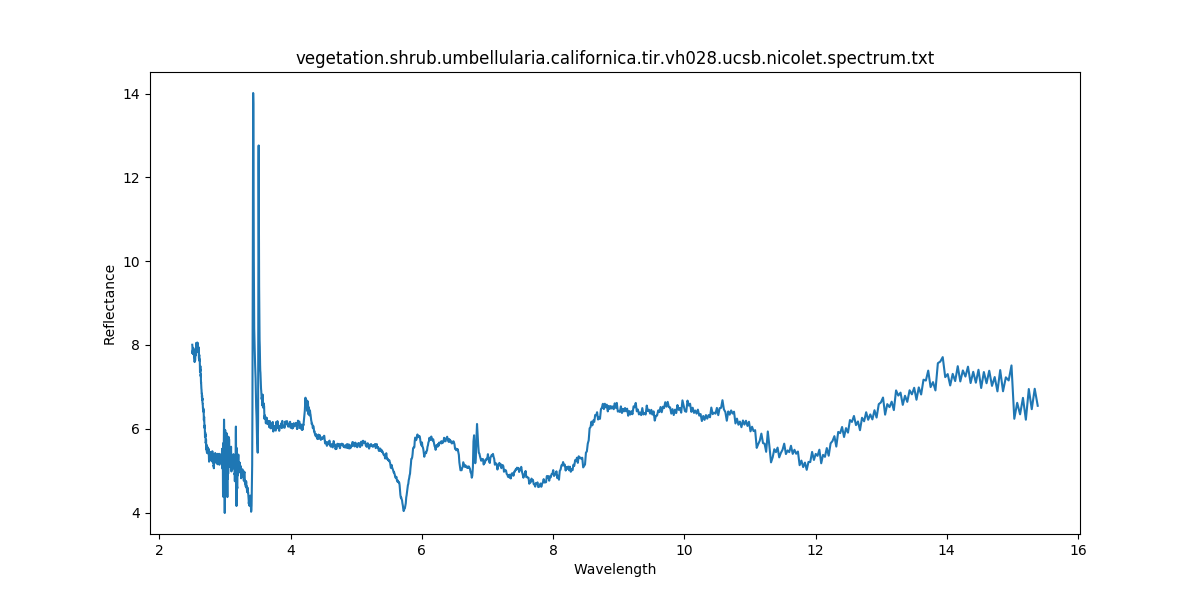 vegetation.shrub.umbellularia.californica.tir.vh028.ucsb.nicolet.spectrum.txt
14
12
10
8
6
4
Reflectance
2 4 6 8 10 12 14 16
Wavelength